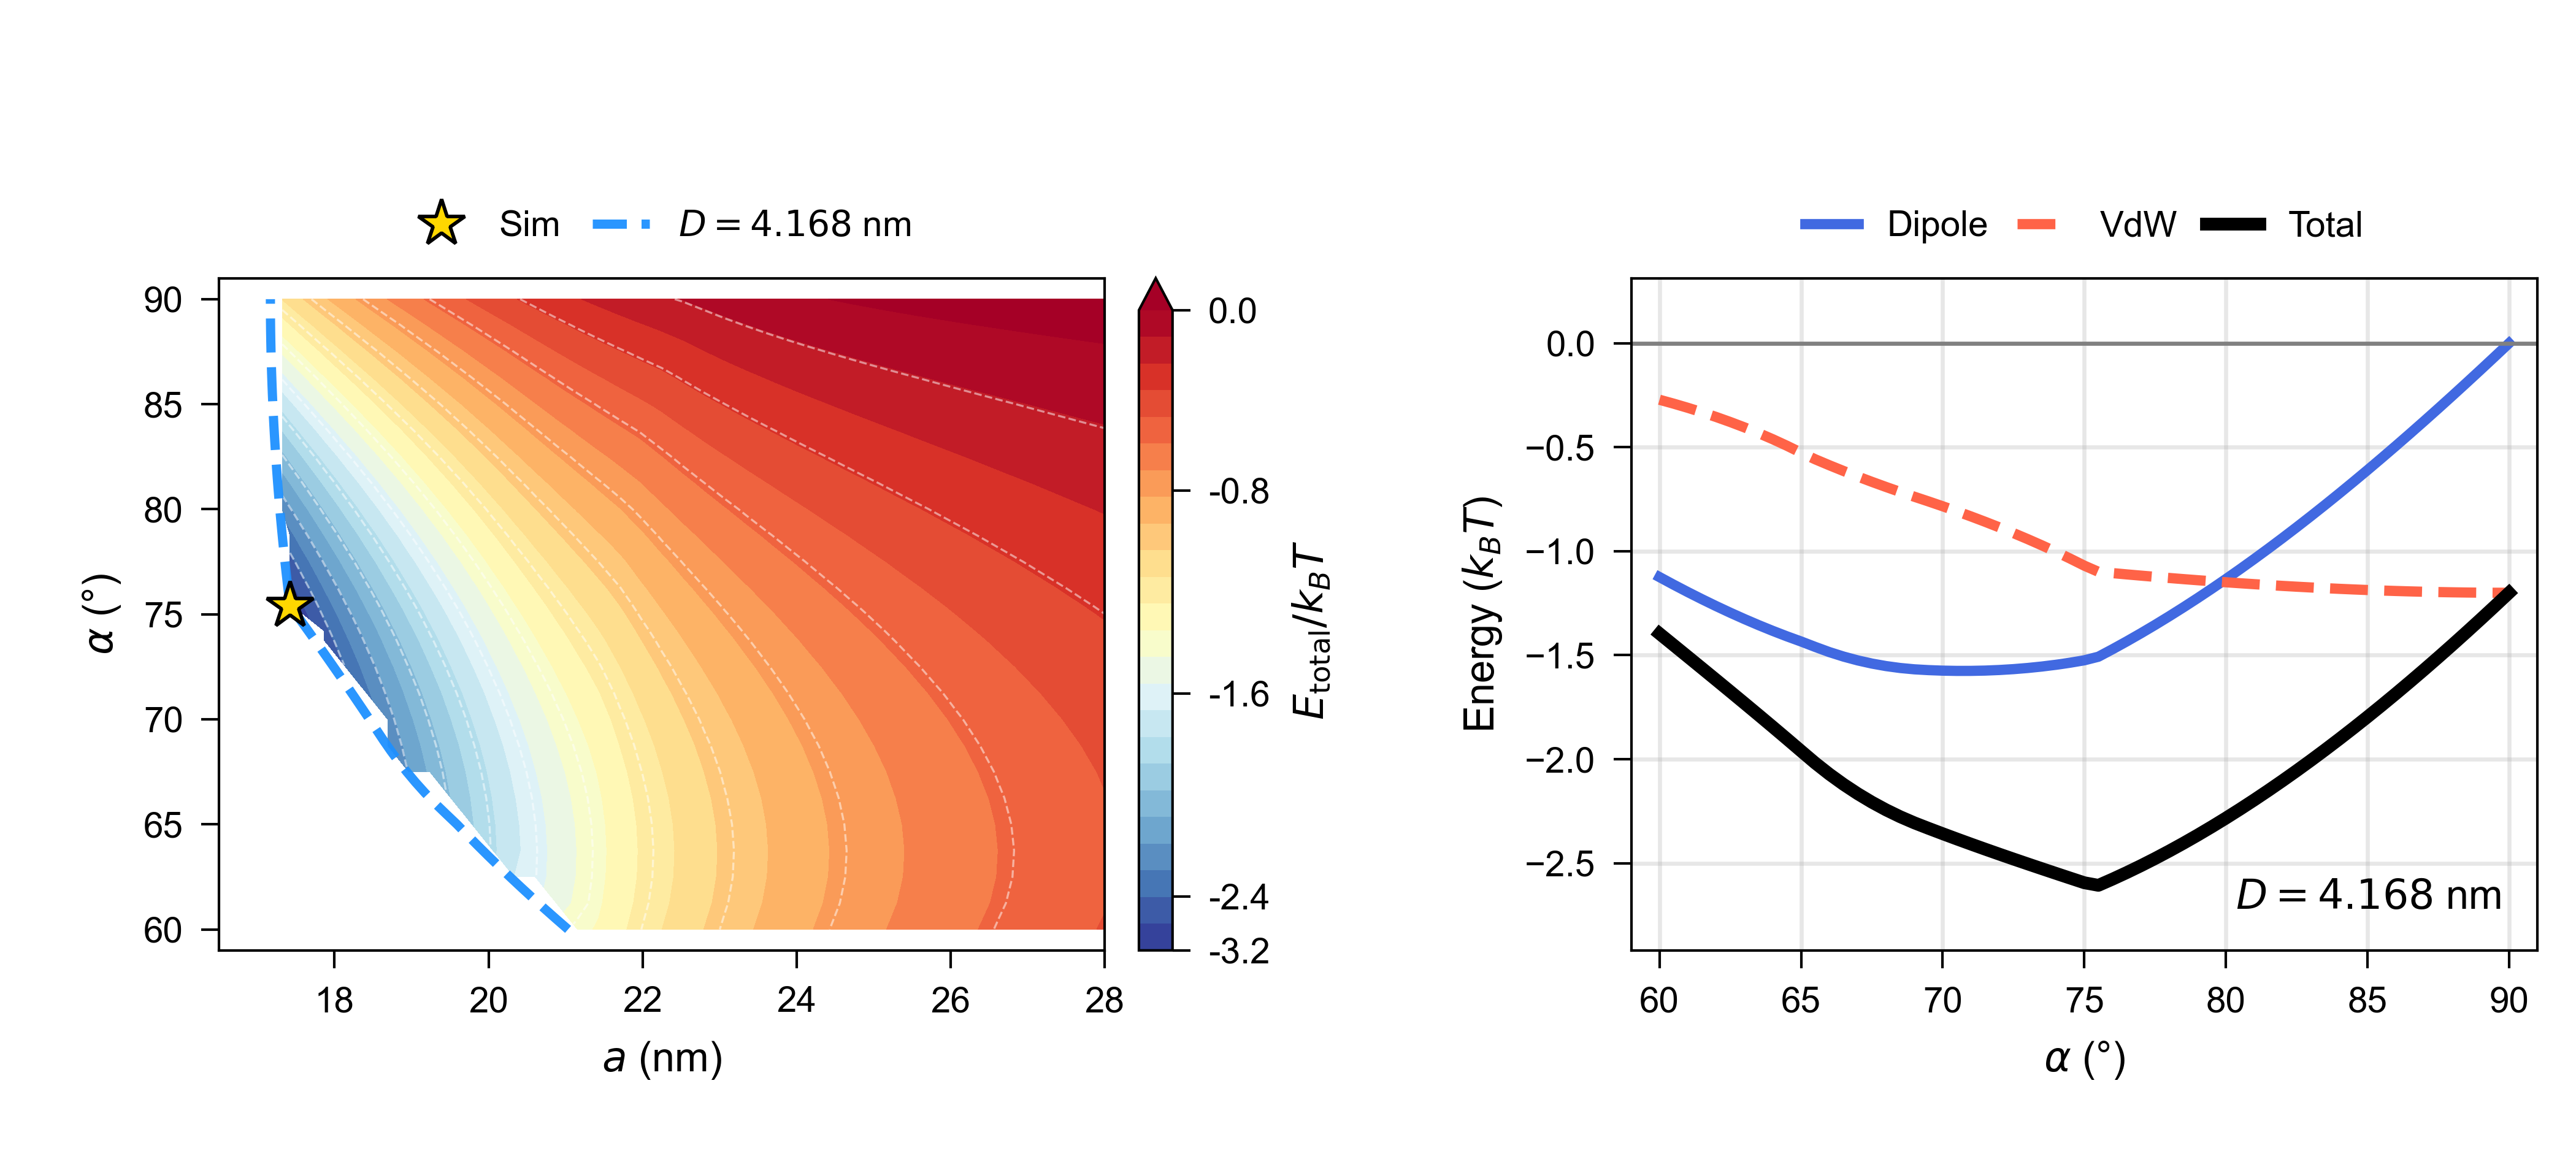 Sim D = 4.168 nm
90
85
80
75
70
65
60
α (°)
18 20 22 24 26 28
a (nm)
0.0
-0.8
-1.6
-2.4
-3.2
E_total/k_BT
Dipole VdW Total
0.0
−0.5
−1.0
−1.5
−2.0
−2.5
Energy (k_BT)
D = 4.168 nm
60 65 70 75 80 85 90
α (°)